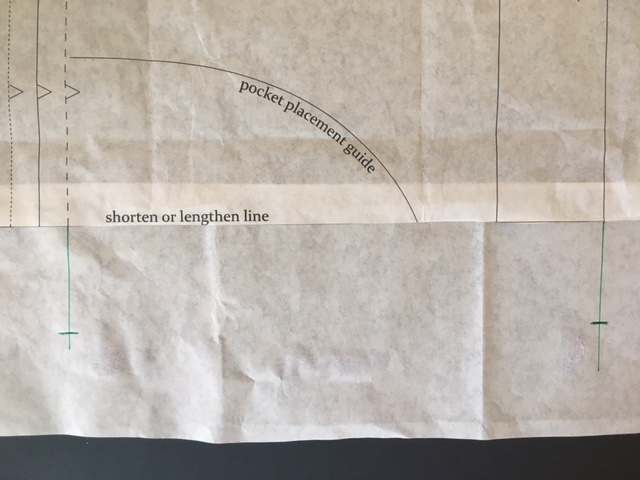 pocket placement guide
shorten or lengthen line